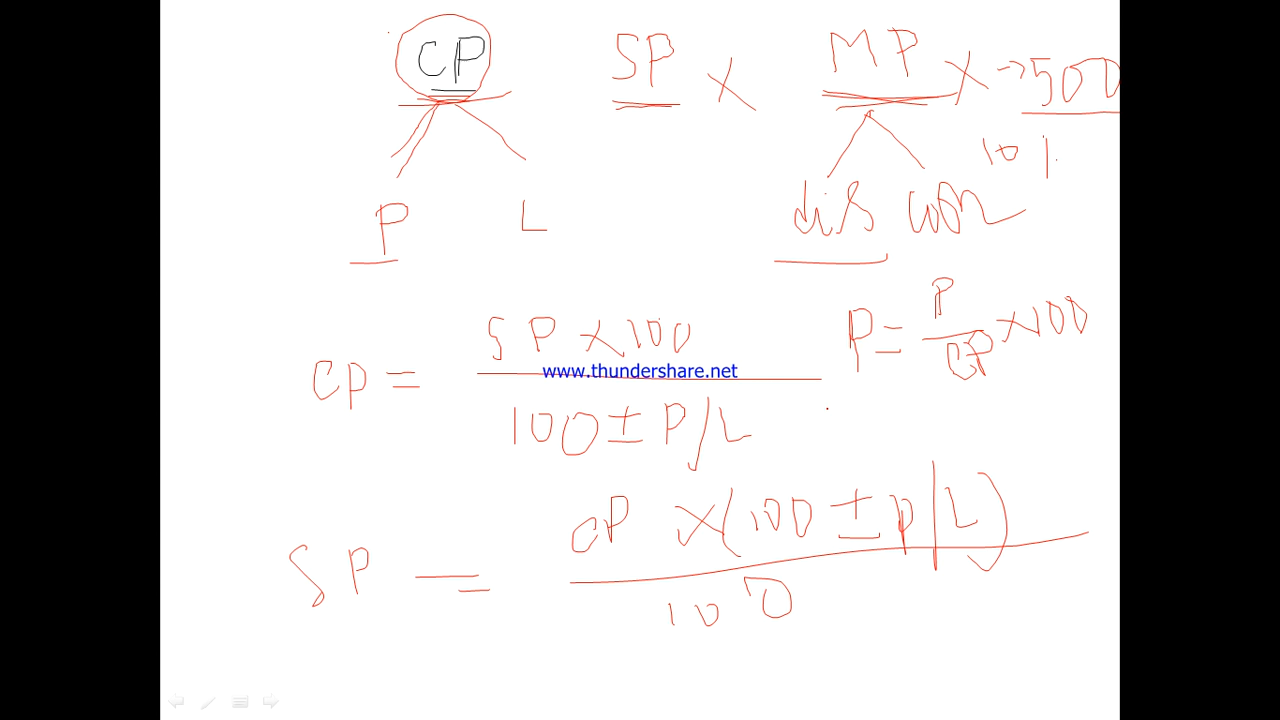 CP SP X MP X → 500
10 %
P L dis
P = P/CP × 100
CP = SP × 100 / 100 ± P/L
www.thundershare.net
SP = CP × (100 ± P/L) / 100